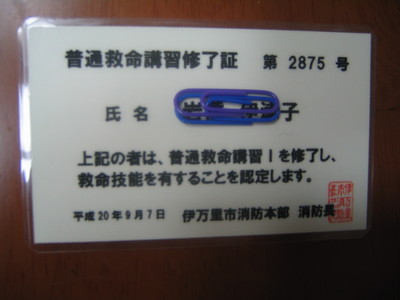 普通救命講習修了証 第 2875 号
氏名 子
上記の者は、普通救命講習Ⅰを修了し、
救命技能を有することを認定します。
平成20年9月7日 伊万里市消防本部 消防長